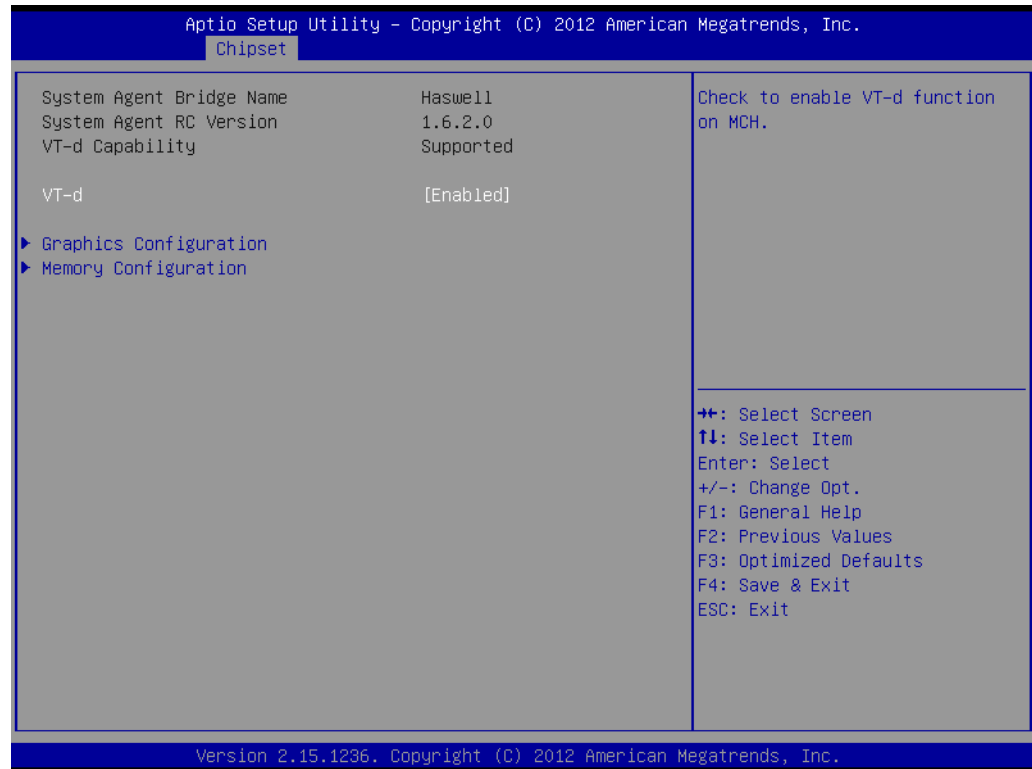 Aptio Setup Utility – Copyright (C) 2012 American Megatrends, Inc.
Chipset
System Agent Bridge Name Haswell
System Agent RC Version 1.6.2.0
VT-d Capability Supported
VT-d [Enabled]
Graphics Configuration
Memory Configuration
Check to enable VT-d function
on MCH.
→←: Select Screen
↑↓: Select Item
Enter: Select
+/-: Change Opt.
F1: General Help
F2: Previous Values
F3: Optimized Defaults
F4: Save & Exit
ESC: Exit
Version 2.15.1236. Copyright (C) 2012 American Megatrends, Inc.